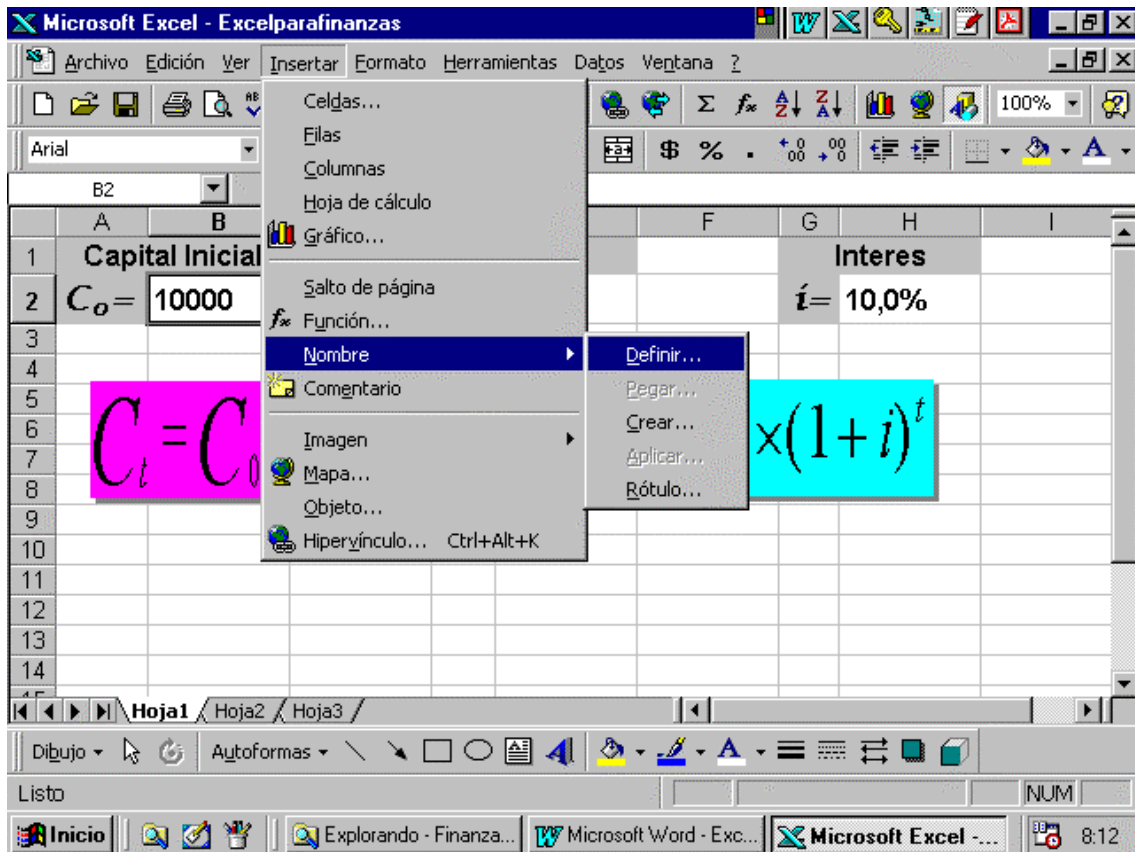 Microsoft Excel - Excelparafinanzas
Archivo Edición Ver Insertar Formato Herramientas Datos Ventana ?
100%
Arial
$ %
B2
Celdas...
Filas
Columnas
Hoja de cálculo
Gráfico...
Salto de página
Función...
Nombre
Comentario
Imagen
Mapa...
Objeto...
Hipervínculo... Ctrl+Alt+K
Definir...
Pegar...
Crear...
Aplicar...
Rótulo...
A B F G H I
1 Capital Inicial Interes
2 Co= 10000 i= 10,0%
3
4
5
6
7
8
9
10
11
12
13
14
15
Ct = C0 ×(1+i)^t
Hoja1 Hoja2 Hoja3
Dibujo Autoformas
Listo NUM
Inicio Explorando - Finanza... Microsoft Word - Exc... Microsoft Excel -... 8:12